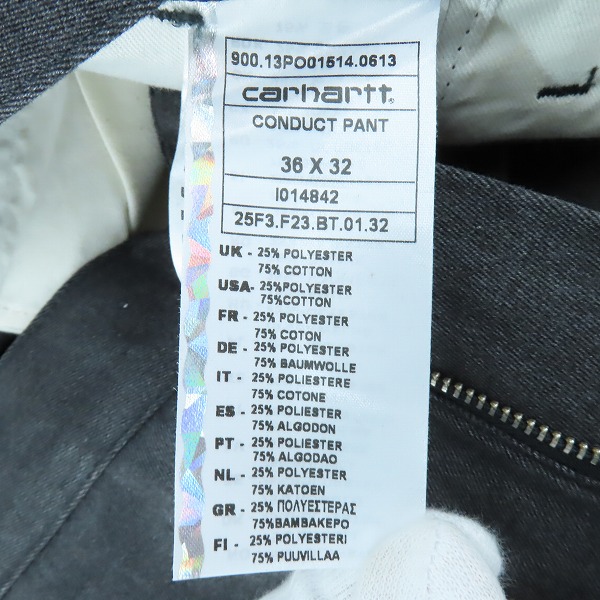 900.13PO01514.0613
carhartt
CONDUCT PANT
36 X 32
I014842
25F3.F23.BT.01.32
UK - 25% POLYESTER
75% COTTON
USA- 25%POLYESTER
75%COTTON
FR - 25% POLYESTER
75% COTON
DE - 25% POLYESTER
75% BAUMWOLLE
IT - 25% POLIESTERE
75% COTONE
ES - 25% POLIESTER
75% ALGODON
PT - 25% POLIESTER
75% ALGODAO
NL - 25% POLYESTER
75% KATOEN
GR - 25% ΠΟΛΥΕΣΤΕΡΑΣ
75%ΒΑΜΒΑΚΕΡΟ
FI - 25% POLYESTERI
75% PUUVILLAA